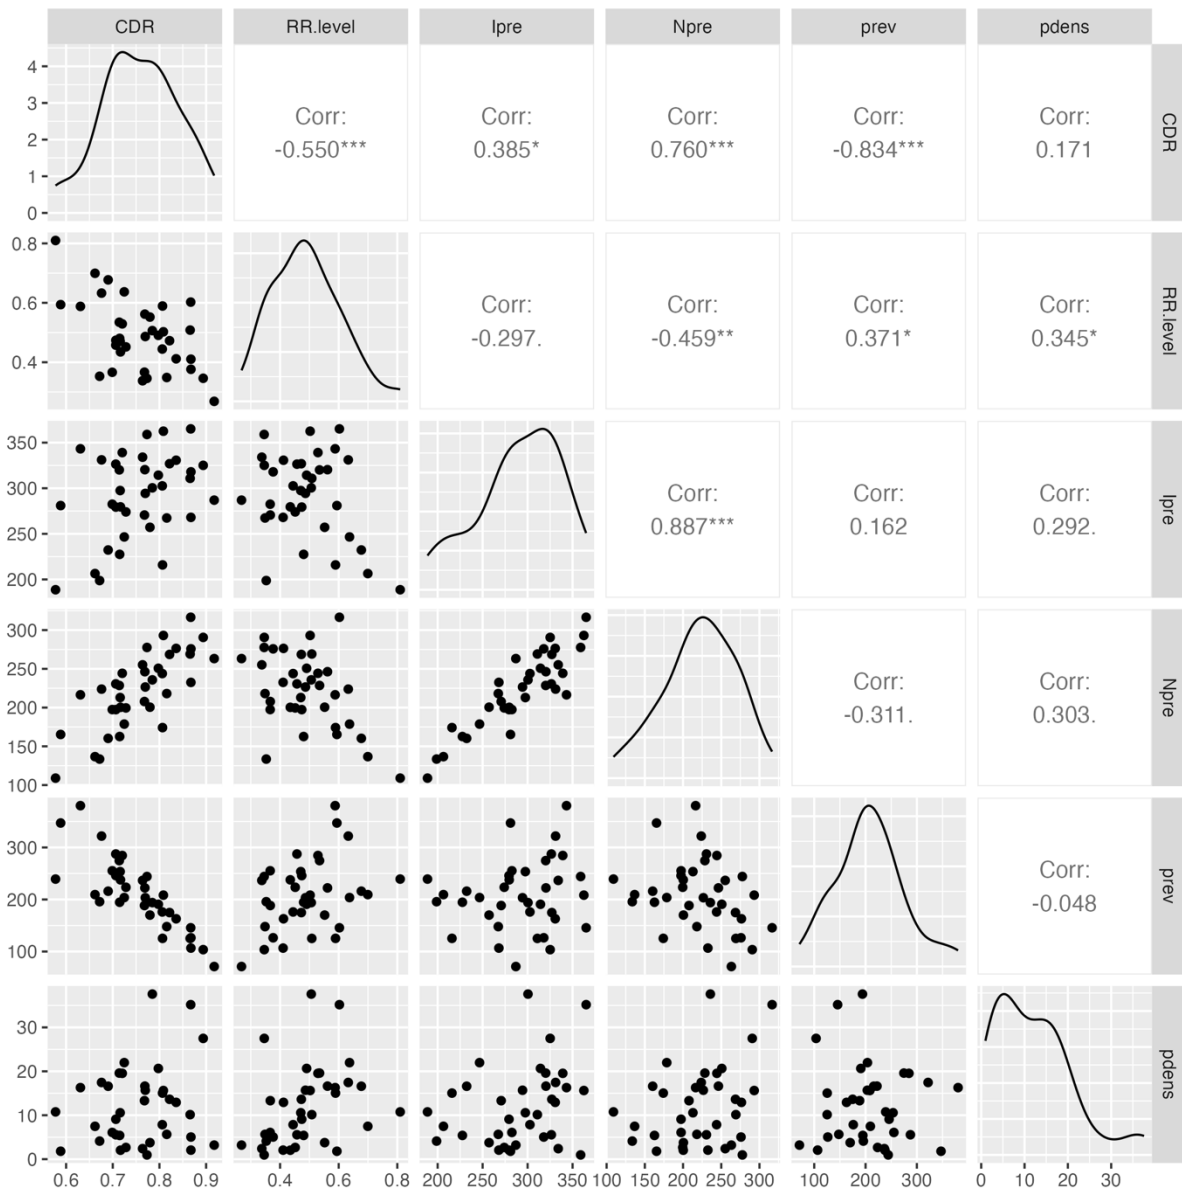 CDR RR.level Ipre Npre prev pdens
4
3
2
1
0
Corr: Corr: Corr: Corr: Corr:
-0.550*** 0.385* 0.760*** -0.834*** 0.171
CDR
0.8
0.6
0.4
Corr: Corr: Corr: Corr:
-0.297. -0.459** 0.371* 0.345*
RR.level
350
300
250
200
Corr: Corr: Corr:
0.887*** 0.162 0.292.
Ipre
300
250
200
150
100
Corr: Corr:
-0.311. 0.303.
Npre
300
200
100
Corr:
-0.048
prev
30
20
10
0
pdens
0.6 0.7 0.8 0.9 0.4 0.6 0.8 200 250 300 350 100 150 200 250 300 100 200 300 0 10 20 30